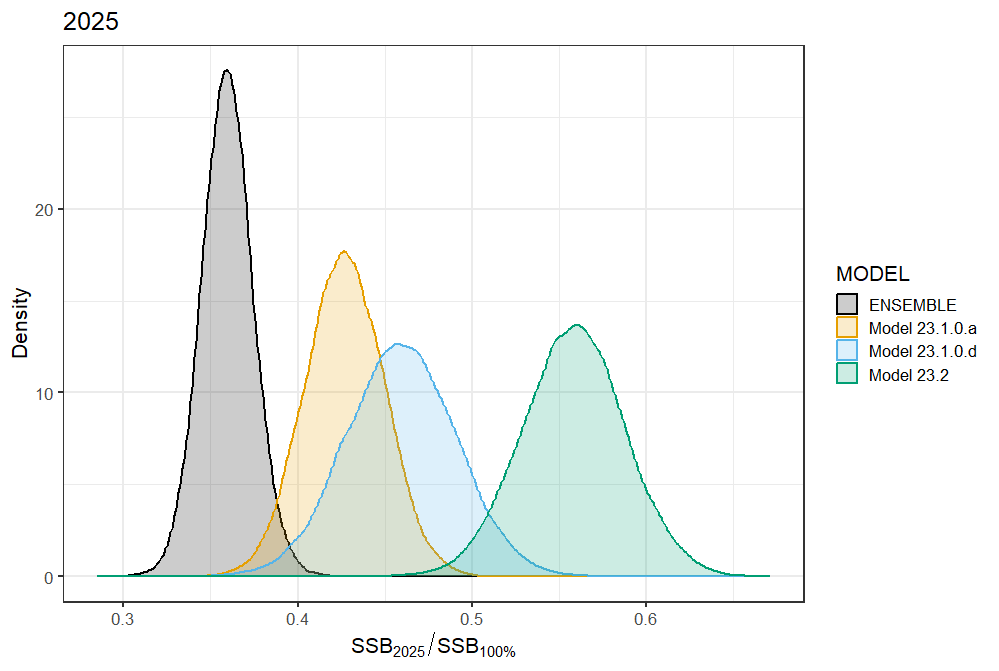 2025
Density
20
10
0
0.3
0.4
0.5
0.6
SSB2025/SSB100%
MODEL
ENSEMBLE
Model 23.1.0.a
Model 23.1.0.d
Model 23.2